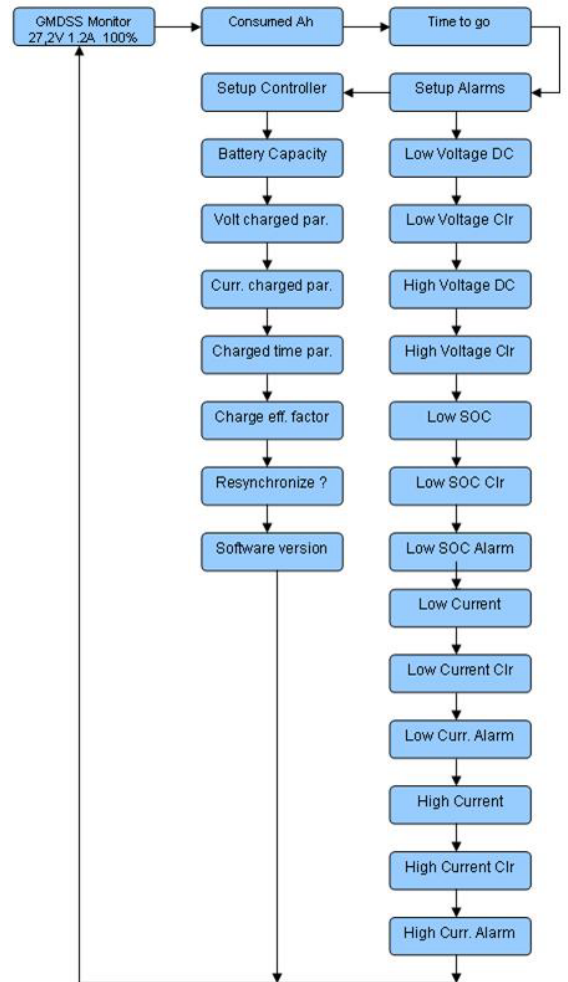 GMDSS Monitor
27,2V 1.2A 100%
Consumed Ah
Time to go
Setup Controller
Setup Alarms
Battery Capacity
Low Voltage DC
Volt charged par.
Low Voltage Clr
Curr. charged par.
High Voltage DC
Charged time par.
High Voltage Clr
Charge eff. factor
Low SOC
Resynchronize ?
Low SOC Clr
Software version
Low SOC Alarm
Low Current
Low Current Clr
Low Curr. Alarm
High Current
High Current Clr
High Curr. Alarm